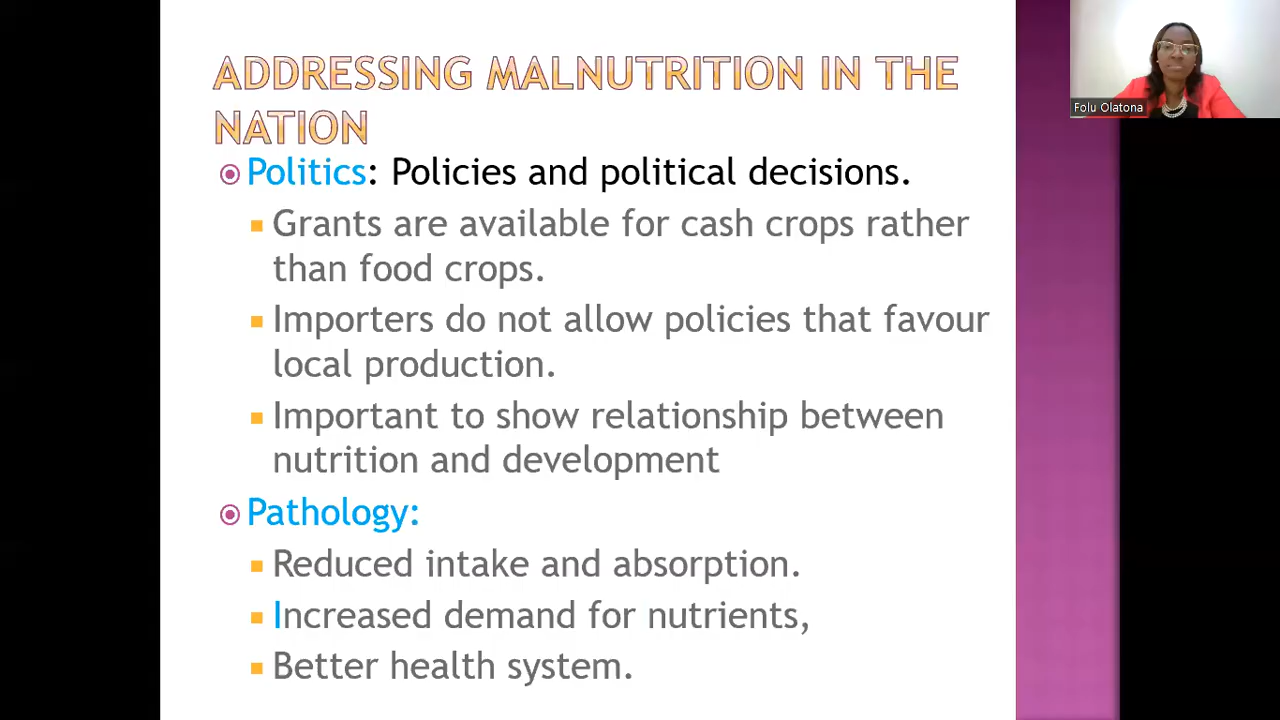 ADDRESSING MALNUTRITION IN THE
NATION
Politics: Policies and political decisions.
Grants are available for cash crops rather
than food crops.
Importers do not allow policies that favour
local production.
Important to show relationship between
nutrition and development
Pathology:
Reduced intake and absorption.
Increased demand for nutrients,
Better health system.
Folu Olatona